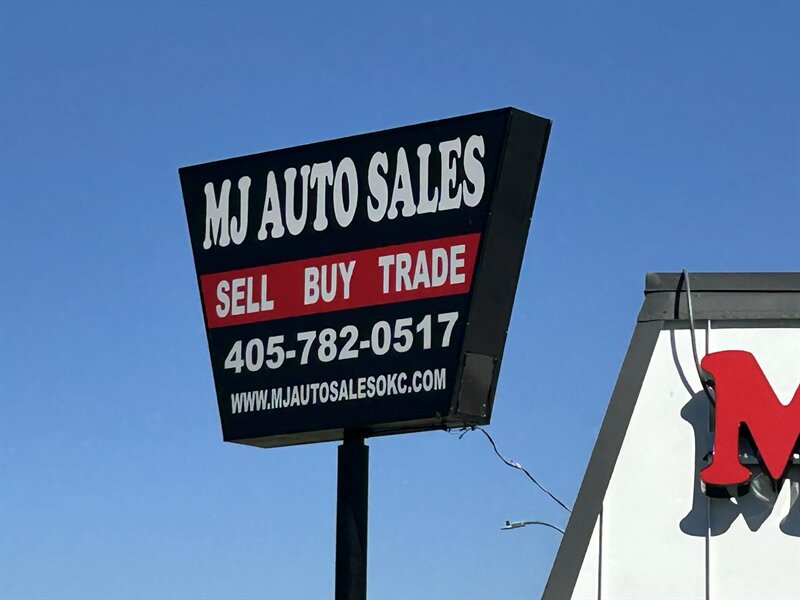 MJ AUTO SALES
SELL BUY TRADE
405-782-0517
WWW.MJAUTOSALESOKC.COM
M